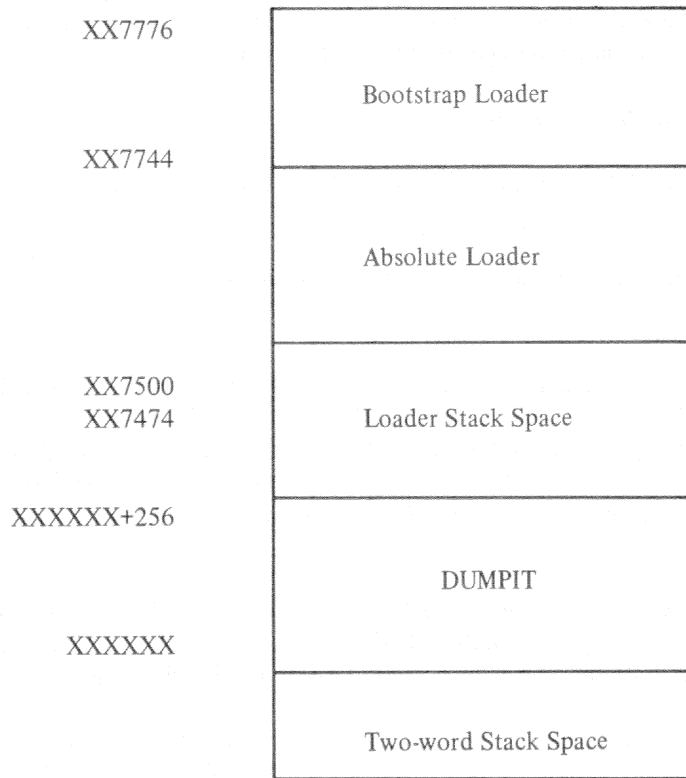 XX7776
Bootstrap Loader
XX7744
Absolute Loader
XX7500
XX7474
Loader Stack Space
XXXXXX+256
DUMPIT
XXXXXX
Two-word Stack Space